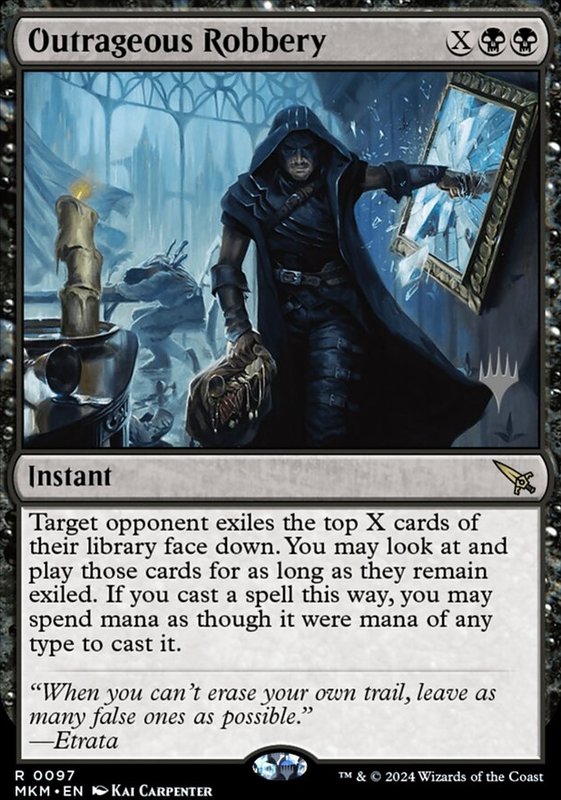 Outrageous Robbery X
Instant
Target opponent exiles the top X cards of
their library face down. You may look at and
play those cards for as long as they remain
exiled. If you cast a spell this way, you may
spend mana as though it were mana of any
type to cast it.
“When you can’t erase your own trail, leave as
many false ones as possible.”
—Etrata
R 0097
MKM • EN Kai Carpenter
™ & © 2024 Wizards of the Coast